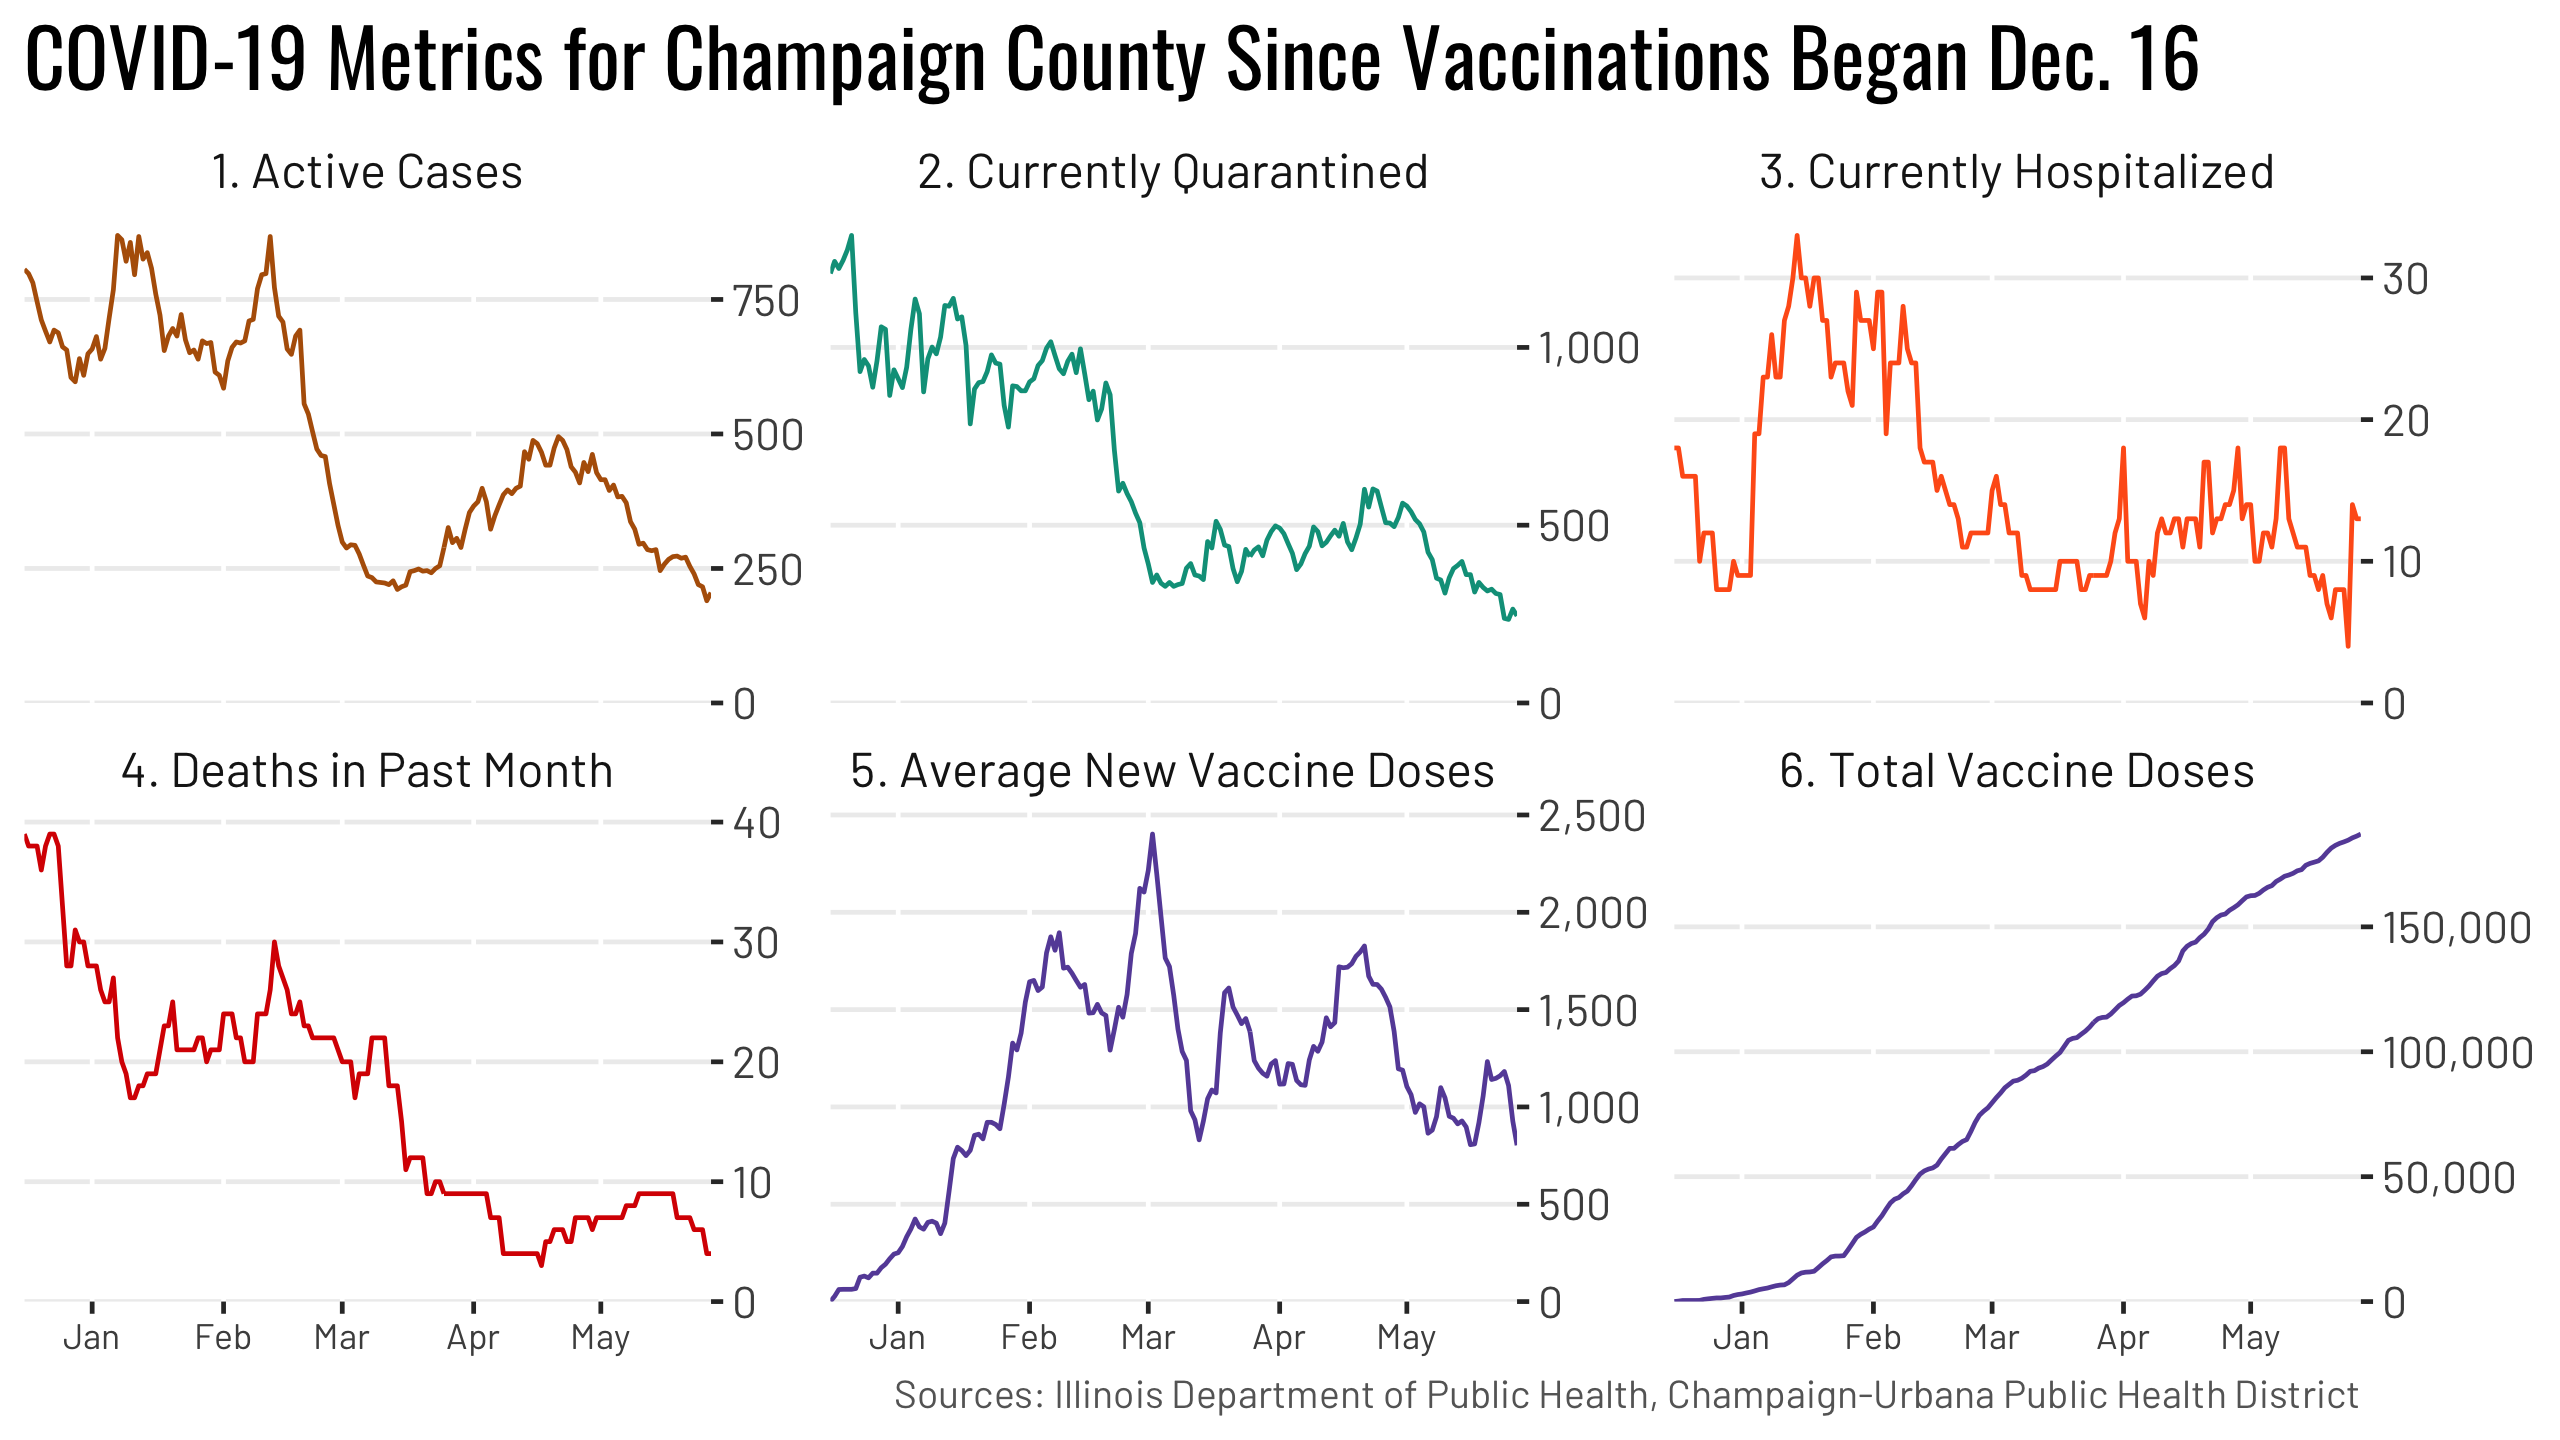 COVID-19 Metrics for Champaign County Since Vaccinations Began Dec. 16
1. Active Cases
750
500
250
0
2. Currently Quarantined
1,000
500
0
3. Currently Hospitalized
30
20
10
0
4. Deaths in Past Month
40
30
20
10
0
Jan Feb Mar Apr May
5. Average New Vaccine Doses
2,500
2,000
1,500
1,000
500
0
Jan Feb Mar Apr May
6. Total Vaccine Doses
150,000
100,000
50,000
0
Jan Feb Mar Apr May
Sources: Illinois Department of Public Health, Champaign-Urbana Public Health District